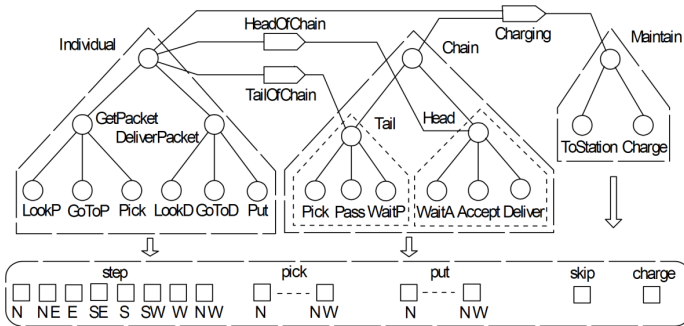 HeadOfChain
Individual Chain Charging Maintain
TailOfChain
GetPacket Tail Head
DeliverPacket
ToStation Charge
LookP GoToP Pick LookD GoToD Put Pick Pass WaitP WaitA Accept Deliver
step pick put skip charge
N NE E SE S SW W NW N NW N NW